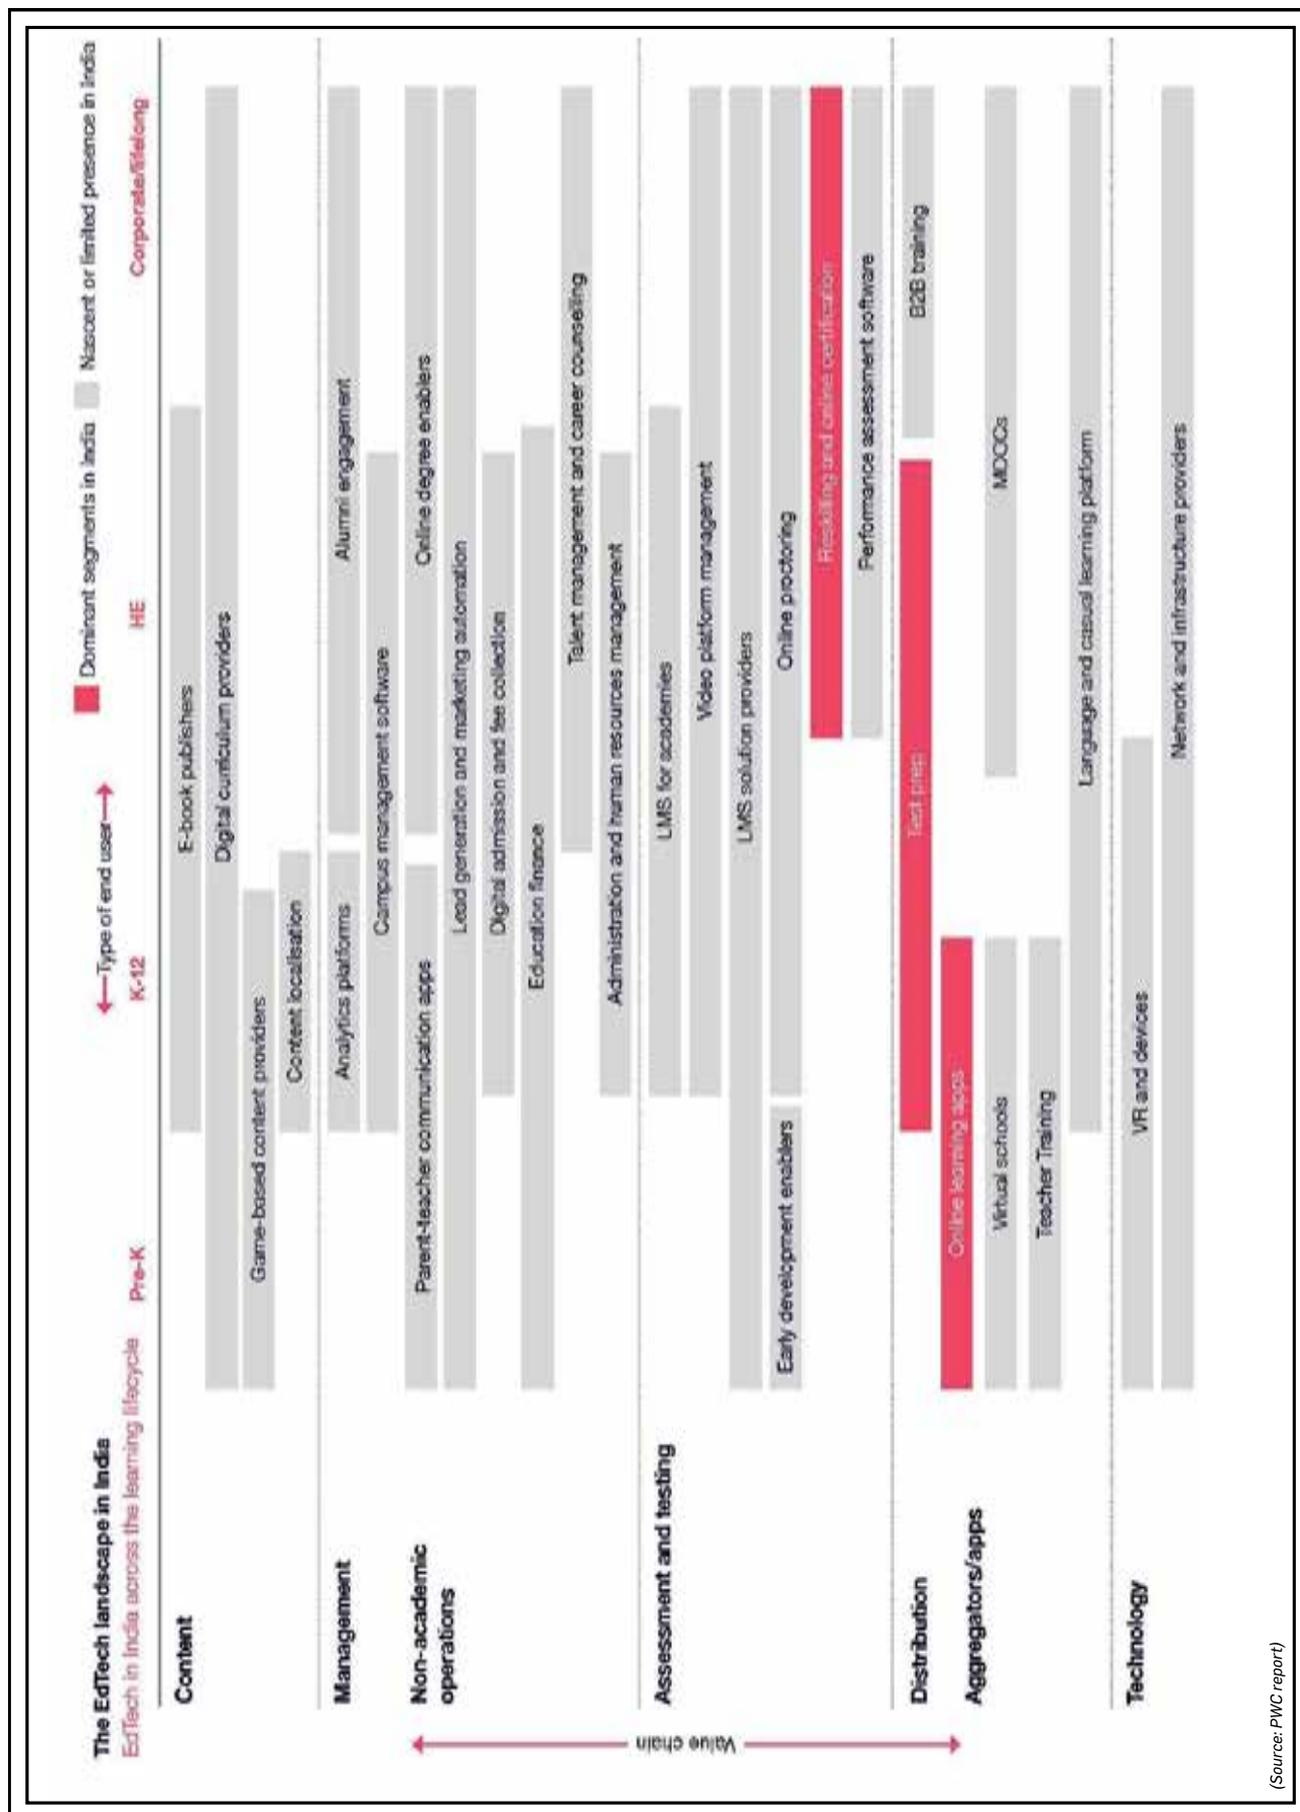 The EdTech landscape in India
EdTech in India across the learning lifecycle
Type of end user
Dominant segments in India
Nascent or limited presence in India
Pre-K
K-12
HE
Corporate/lifelong
Value chain
Content
E-book publishers
Digital curriculum providers
Game-based content providers
Content localisation
Management
Analytics platforms
Alumni engagement
Campus management software
Non-academic
operations
Parent-teacher communication apps
Online degree enablers
Lead generation and marketing automation
Digital admission and fee collection
Education finance
Talent management and career counselling
Administration and human resources management
Assessment and testing
LMS for academies
Video platform management
LMS solution providers
Early development enablers
Online proctoring
Reskilling and online certification
Performance assessment software
Distribution
Test prep
B2B training
Aggregators/apps
Online learning apps
Virtual schools
MOOCs
Teacher Training
Language and casual learning platform
Technology
VR and devices
Network and infrastructure providers
(Source: PWC report)